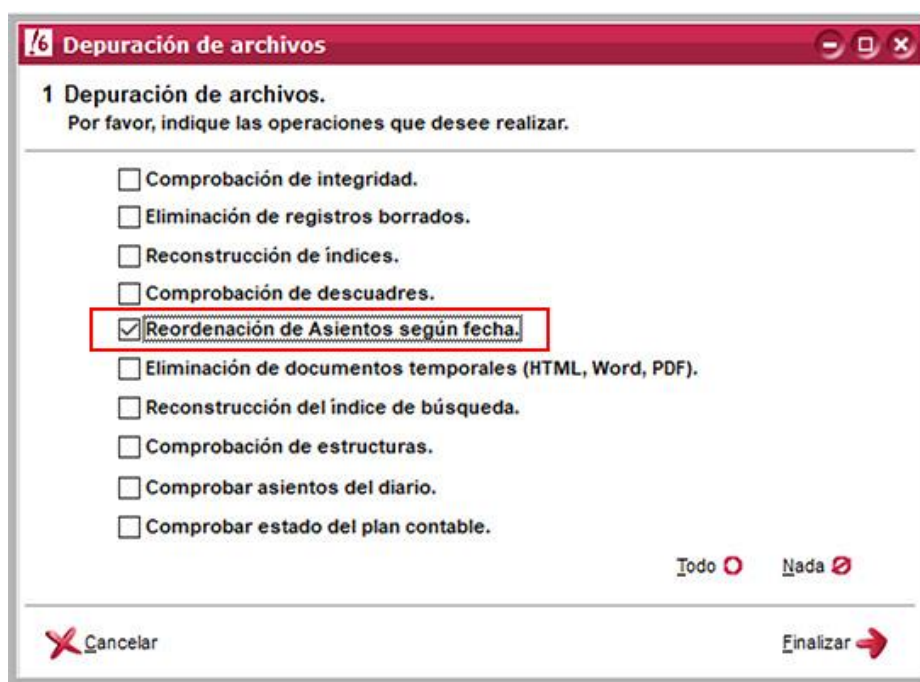 Depuración de archivos
1 Depuración de archivos.
Por favor, indique las operaciones que desee realizar.
Comprobación de integridad.
Eliminación de registros borrados.
Reconstrucción de índices.
Comprobación de descuadres.
Reordenación de Asientos según fecha.
Eliminación de documentos temporales (HTML, Word, PDF).
Reconstrucción del índice de búsqueda.
Comprobación de estructuras.
Comprobar asientos del diario.
Comprobar estado del plan contable.
Todo Nada
Cancelar Finalizar